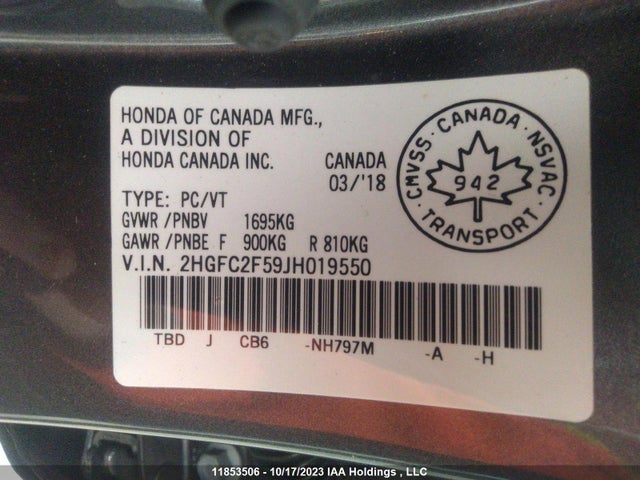 HONDA OF CANADA MFG.,
A DIVISION OF
HONDA CANADA INC. CANADA
03/'18
TYPE: PC/VT
GVWR /PNBV 1695KG
GAWR /PNBE F 900KG R 810KG
V.I.N. 2HGFC2F59JH019550
TBD J CB6 -NH797M -A -H
CMVSS · CANADA · NSVAC ·
942
TRANSPORT
11853506 - 10/17/2023 IAA Holdings , LLC